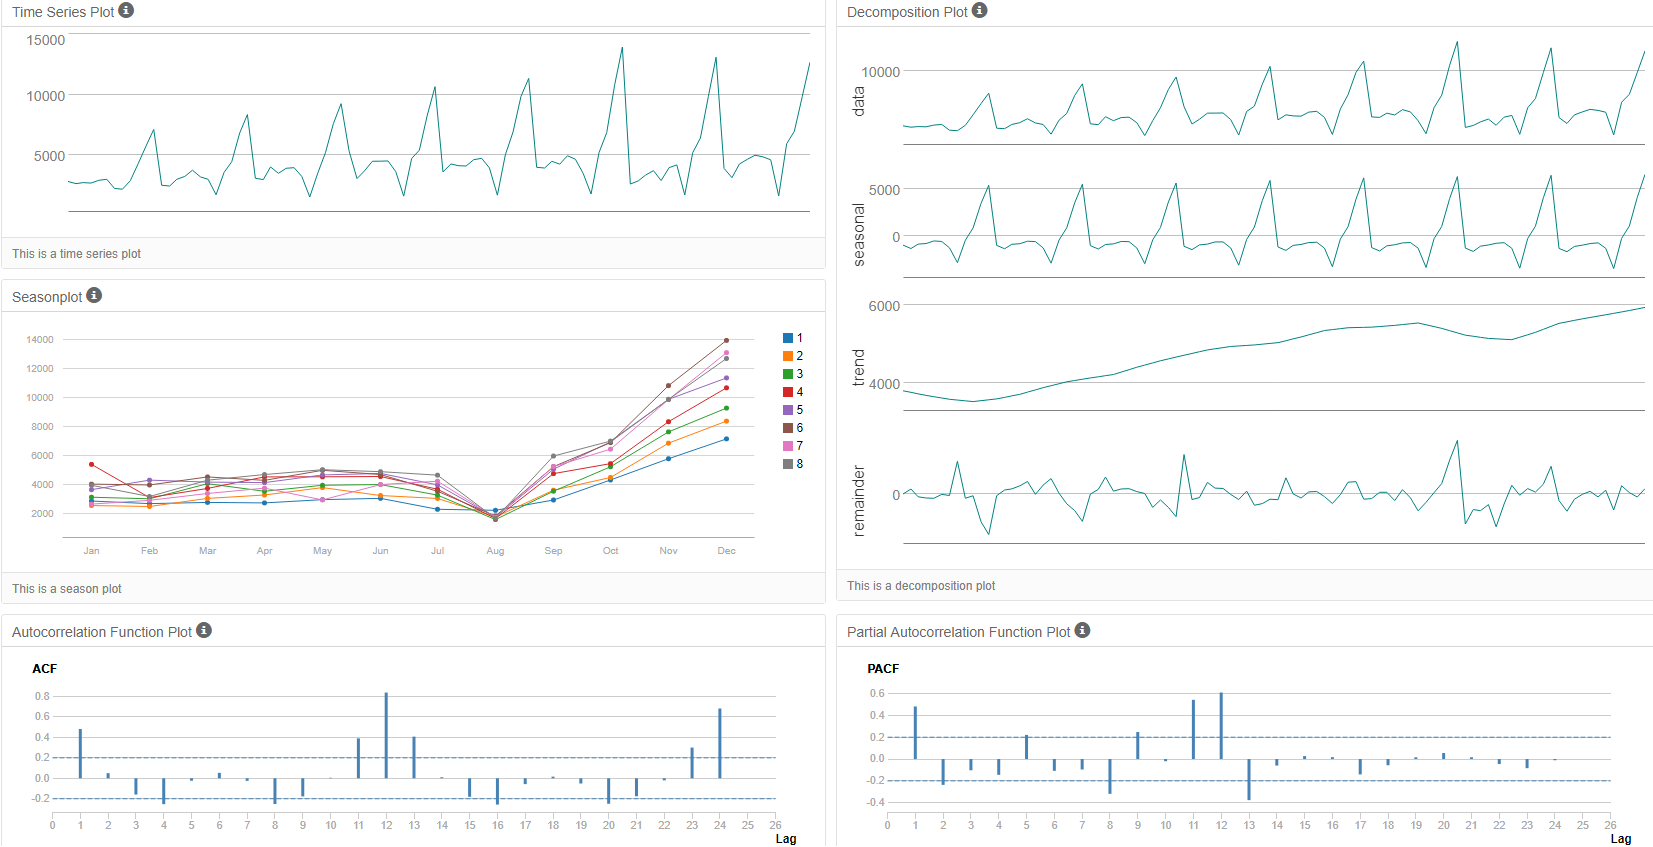 Time Series Plot i
15000
10000
5000
This is a time series plot
Seasonplot i
14000
12000
10000
8000
6000
4000
2000
Jan Feb Mar Apr May Jun Jul Aug Sep Oct Nov Dec
1
2
3
4
5
6
7
8
This is a season plot
Autocorrelation Function Plot i
ACF
0.8
0.6
0.4
0.2
0.0
-0.2
0 1 2 3 4 5 6 7 8 9 10 11 12 13 14 15 16 17 18 19 20 21 22 23 24 25 26
Lag
Decomposition Plot i
data
10000
seasonal
5000
0
trend
6000
4000
remainder
0
This is a decomposition plot
Partial Autocorrelation Function Plot i
PACF
0.6
0.4
0.2
0.0
-0.2
-0.4
0 1 2 3 4 5 6 7 8 9 10 11 12 13 14 15 16 17 18 19 20 21 22 23 24 25 26
Lag